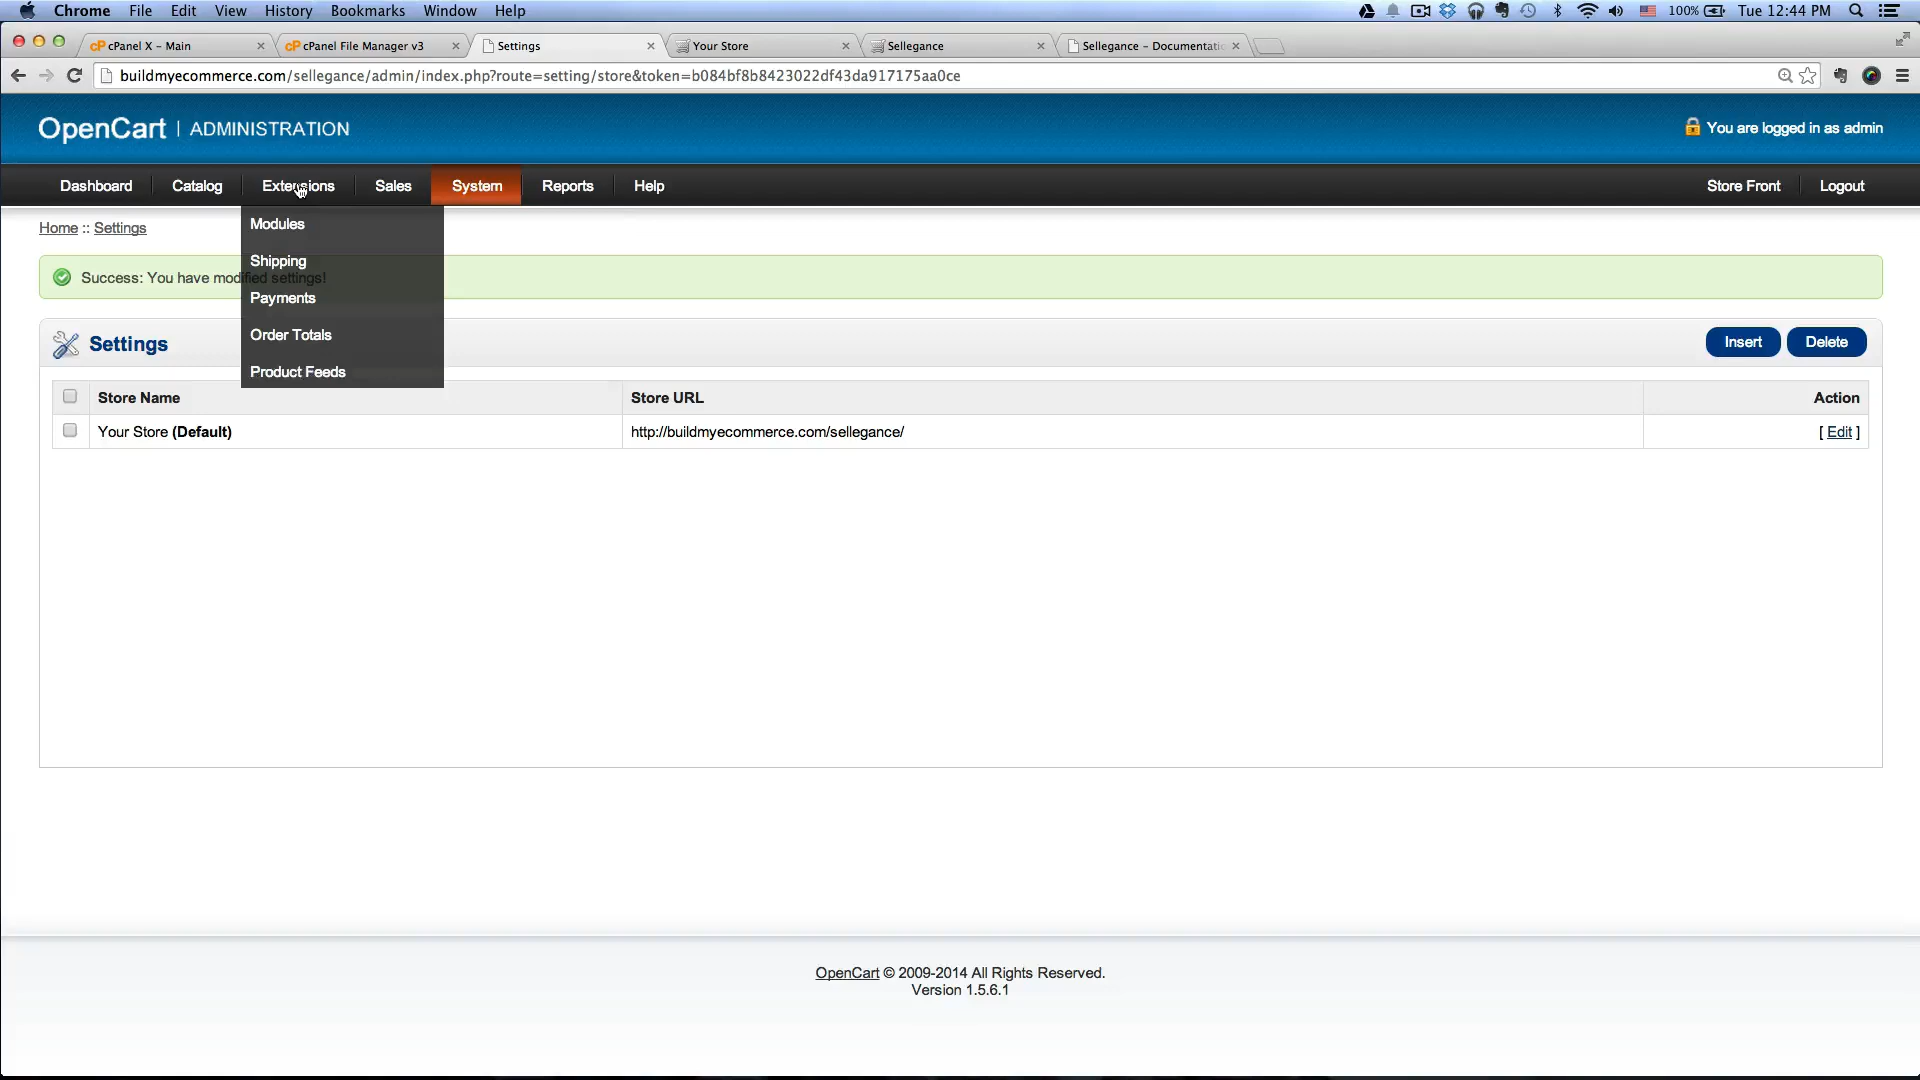 Chrome File Edit View History Bookmarks Window Help 100% Tue 12:44 PM
cPanel X - Main cPanel File Manager v3 Settings Your Store Sellegance Sellegance - Documentatic
buildmyecommerce.com/sellegance/admin/index.php?route=setting/store&token=b084bf8b8423022df43da917175aa0ce
OpenCart | ADMINISTRATION You are logged in as admin
Dashboard Catalog Extensions Sales System Reports Help Store Front Logout
Home :: Settings
Modules
Shipping
Success: You have modified settings!
Payments
Order Totals
Settings Insert Delete
Product Feeds
Store Name Store URL Action
Your Store (Default) http://buildmyecommerce.com/sellegance/ [ Edit ]
OpenCart © 2009-2014 All Rights Reserved.
Version 1.5.6.1